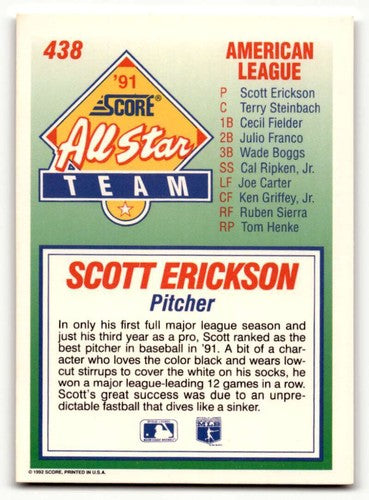 438
'91
SCORE®
All Star
TEAM
AMERICAN
LEAGUE
P Scott Erickson
C Terry Steinbach
1B Cecil Fielder
2B Julio Franco
3B Wade Boggs
SS Cal Ripken, Jr.
LF Joe Carter
CF Ken Griffey, Jr.
RF Ruben Sierra
RP Tom Henke
SCOTT ERICKSON
Pitcher
In only his first full major league season and
just his third year as a pro, Scott ranked as the
best pitcher in baseball in '91. A bit of a char-
acter who loves the color black and wears low-
cut stirrups to cover the white on his socks, he
won a major league-leading 12 games in a row.
Scott's great success was due to an unpre-
dictable fastball that dives like a sinker.
MLB
© 1992 SCORE, PRINTED IN U.S.A.